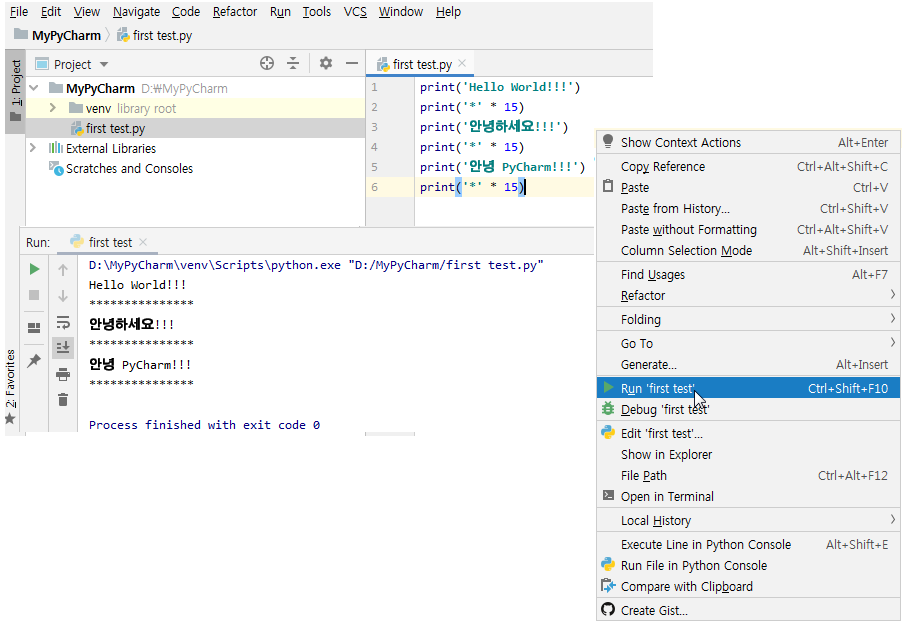 File Edit View Navigate Code Refactor Run Tools VCS Window Help
MyPyCharm first test.py
1: Project
Project
MyPyCharm D:₩MyPyCharm
venv library root
first test.py
External Libraries
Scratches and Consoles
first test.py
1 print('Hello World!!!')
2 print('*' * 15)
3 print('안녕하세요!!!')
4 print('*' * 15)
5 print('안녕 PyCharm!!!')
6 print('*' * 15)
Run: first test
D:\MyPyCharm\venv\Scripts\python.exe "D:/MyPyCharm/first test.py"
Hello World!!!
***************
안녕하세요!!!
***************
안녕 PyCharm!!!
***************
Process finished with exit code 0
2: Favorites
Show Context Actions Alt+Enter
Copy Reference Ctrl+Alt+Shift+C
Paste Ctrl+V
Paste from History... Ctrl+Shift+V
Paste without Formatting Ctrl+Alt+Shift+V
Column Selection Mode Alt+Shift+Insert
Find Usages Alt+F7
Refactor
Folding
Go To
Generate... Alt+Insert
Run 'first test' Ctrl+Shift+F10
Debug 'first test'
Edit 'first test'...
Show in Explorer
File Path Ctrl+Alt+F12
Open in Terminal
Local History
Execute Line in Python Console Alt+Shift+E
Run File in Python Console
Compare with Clipboard
Create Gist...